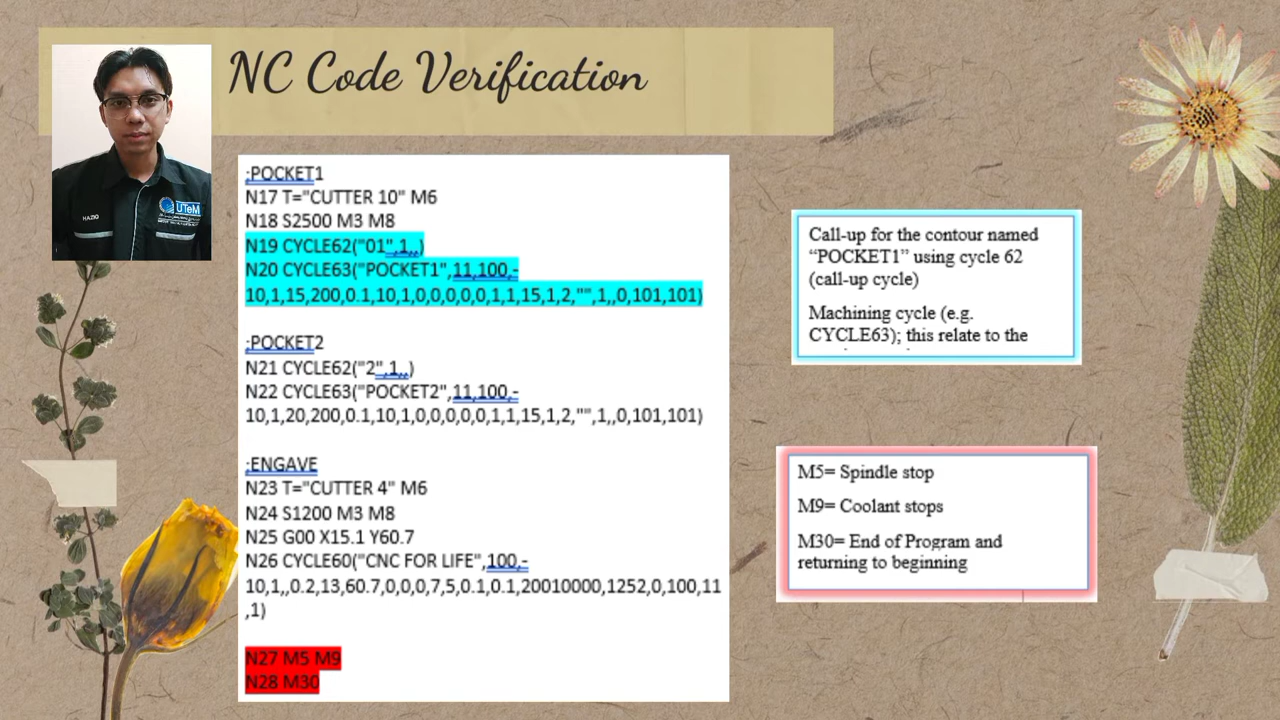 NC Code Verification
HAZIQ
UTeM
;POCKET1
N17 T="CUTTER 10" M6
N18 S2500 M3 M8
N19 CYCLE62("01",1,,)
N20 CYCLE63("POCKET1",11,100,-
10,1,15,200,0.1,10,1,0,0,0,0,0,1,1,15,1,2,"",1,,0,101,101)
;POCKET2
N21 CYCLE62("2",1,,)
N22 CYCLE63("POCKET2",11,100,-
10,1,20,200,0.1,10,1,0,0,0,0,0,1,1,15,1,2,"",1,,0,101,101)
;ENGAVE
N23 T="CUTTER 4" M6
N24 S1200 M3 M8
N25 G00 X15.1 Y60.7
N26 CYCLE60("CNC FOR LIFE",100,-
10,1,,0.2,13,60.7,0,0,0,7,5,0.1,0.1,20010000,1252,0,100,11
,1)
N27 M5 M9
N28 M30
Call-up for the contour named
“POCKET1” using cycle 62
(call-up cycle)
Machining cycle (e.g.
CYCLE63); this relate to the
M5= Spindle stop
M9= Coolant stops
M30= End of Program and
returning to beginning